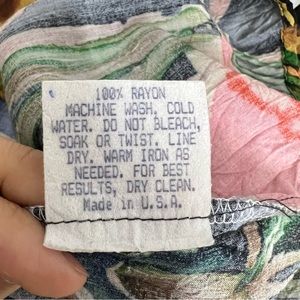 100% RAYON
MACHINE WASH, COLD
WATER. DO NOT BLEACH,
SOAK OR TWIST. LINE
DRY. WARM IRON AS
NEEDED. FOR BEST
RESULTS, DRY CLEAN.
Made in U.S.A.